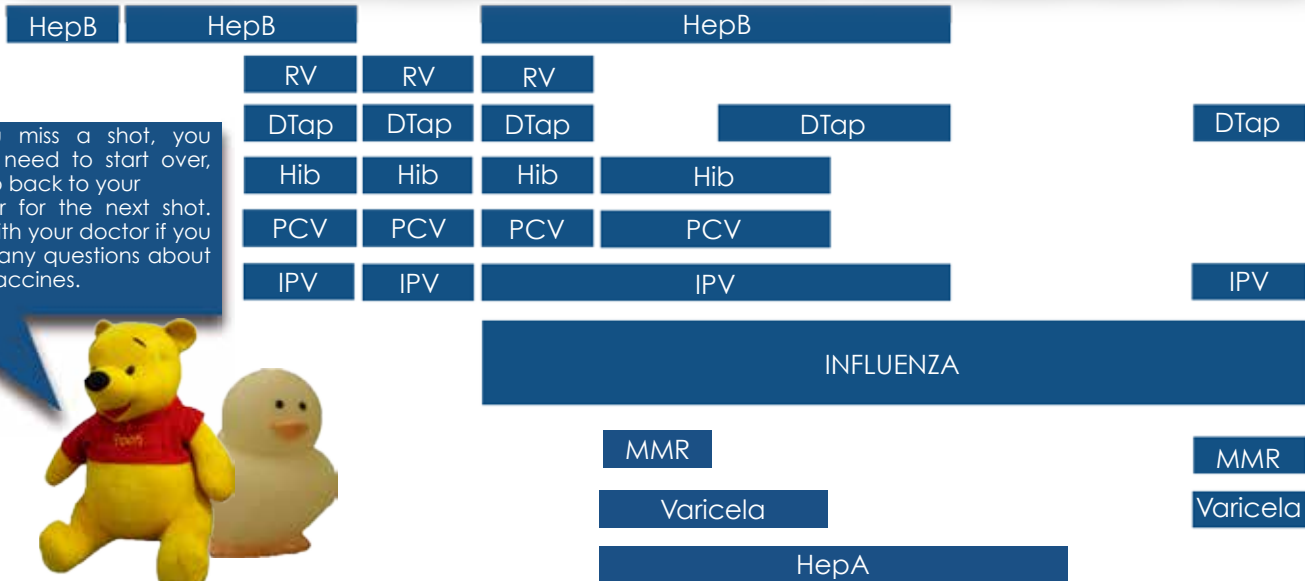 HepB HepB HepB
RV RV RV
DTap DTap DTap DTap DTap
Hib Hib Hib Hib
PCV PCV PCV PCV
IPV IPV IPV IPV
miss a shot, you
need to start over,
back to your
for the next shot.
your doctor if you
any questions about
INFLUENZA
MMR MMR
Varicela Varicela
HepA